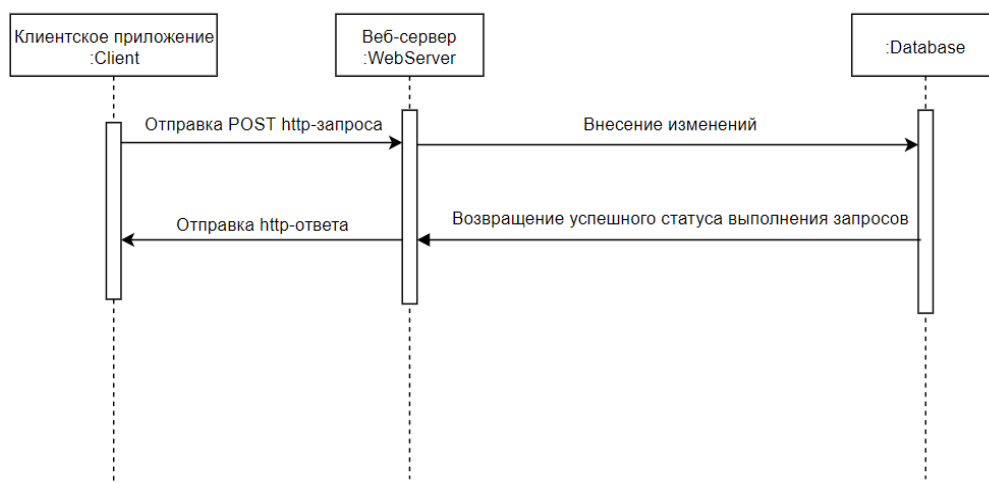 Клиентское приложение
:Client
Веб-сервер
:WebServer
:Database
Отправка POST http-запроса
Внесение изменений
Отправка http-ответа
Возвращение успешного статуса выполнения запросов